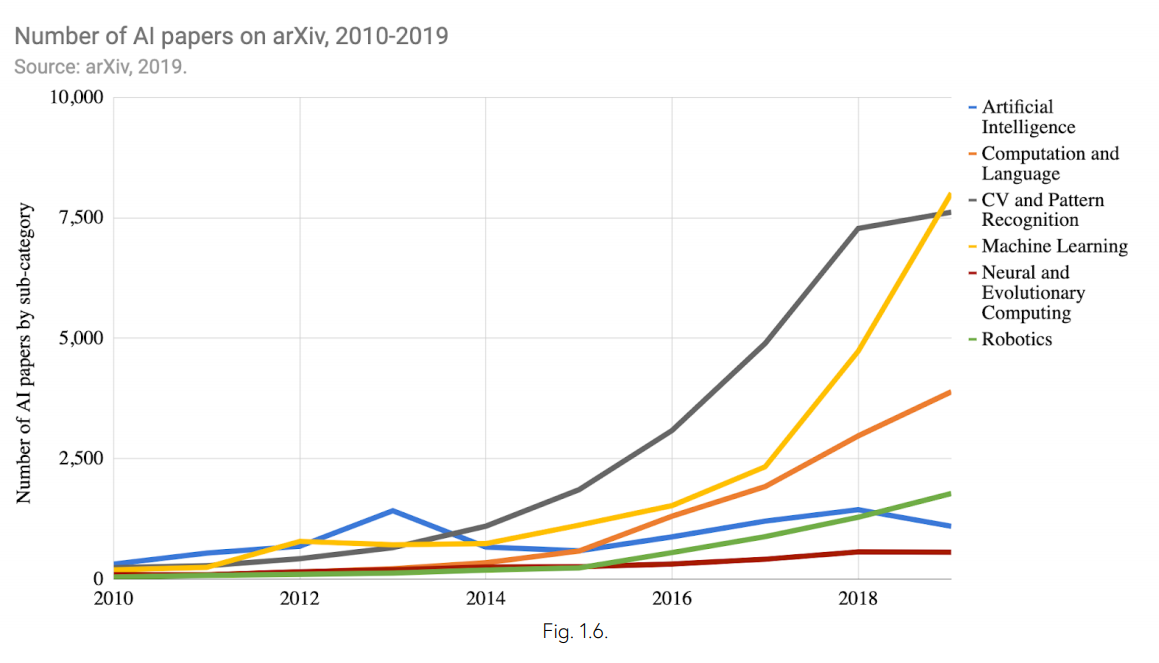 Number of AI papers on arXiv, 2010-2019
Source: arXiv, 2019.
Number of AI papers by sub-category
10,000
7,500
5,000
2,500
0
2010
2012
2014
2016
2018
Artificial
Intelligence
Computation and
Language
CV and Pattern
Recognition
Machine Learning
Neural and
Evolutionary
Computing
Robotics
Fig. 1.6.